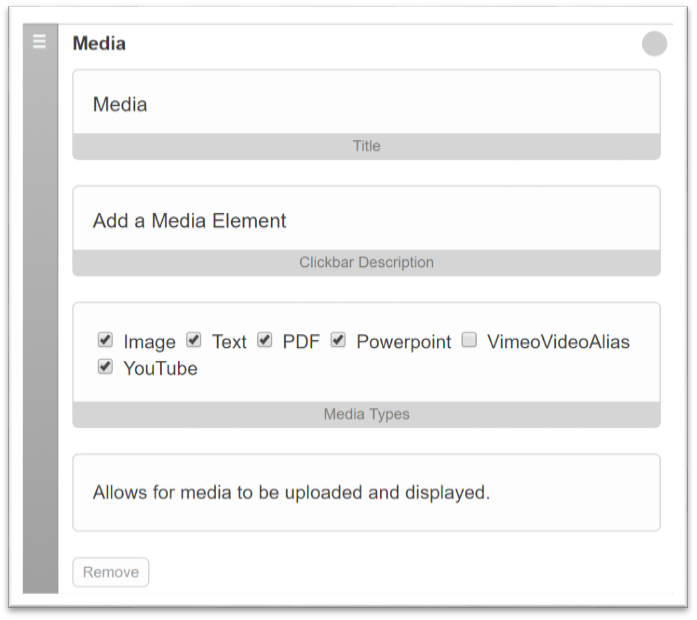 Media
Media
Title
Add a Media Element
Clickbar Description
Image Text PDF Powerpoint VimeoVideoAlias
YouTube
Media Types
Allows for media to be uploaded and displayed.
Remove